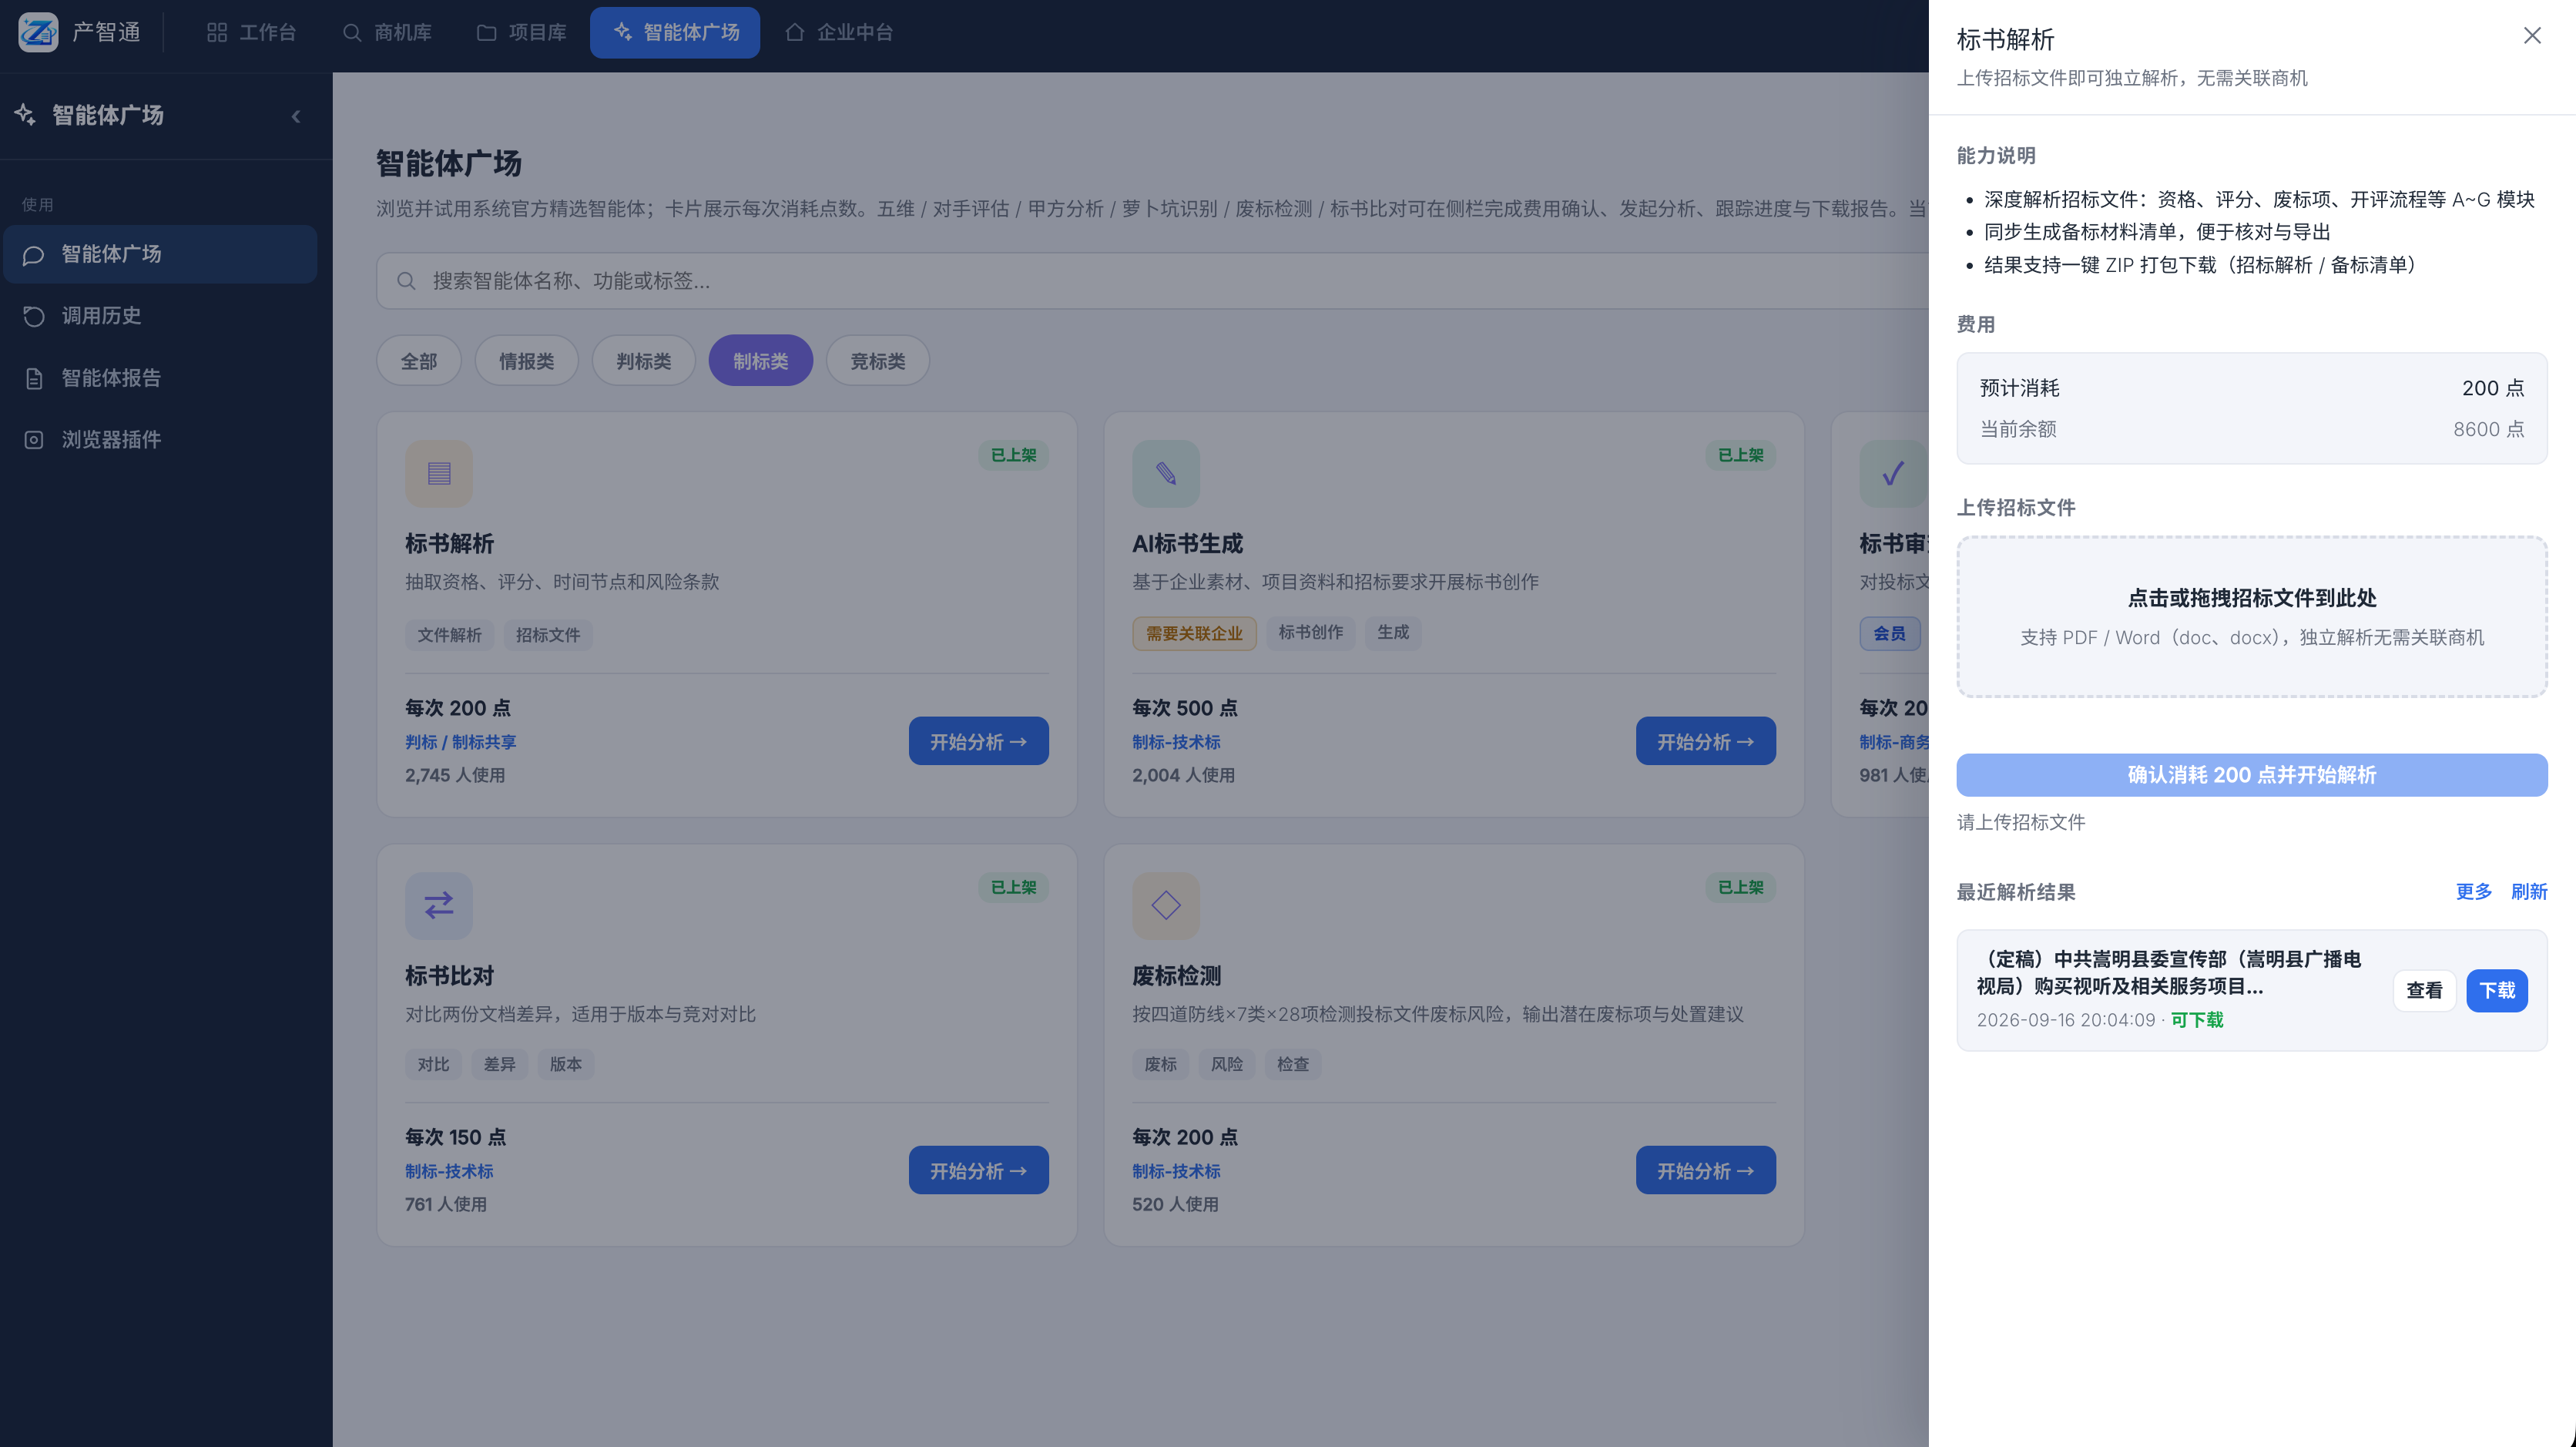 产智通
工作台
商机库
项目库
智能体广场
企业中台
智能体广场
使用
智能体广场
调用历史
智能体报告
浏览器插件
智能体广场
浏览并试用系统官方精选智能体；卡片展示每次消耗点数。五维 / 对手评估 / 甲方分析 / 萝卜坑识别 / 废标检测 / 标书比对可在侧栏完成费用确认、发起分析、跟踪进度与下载报告。当
搜索智能体名称、功能或标签...
全部 情报类 判标类 制标类 竞标类
已上架
标书解析
抽取资格、评分、时间节点和风险条款
文件解析 招标文件
每次 200 点
判标 / 制标共享
2,745 人使用
开始分析 →
已上架
AI标书生成
基于企业素材、项目资料和招标要求开展标书创作
需要关联企业 标书创作 生成
每次 500 点
制标-技术标
2,004 人使用
开始分析 →
标书审
对投标文
会员
每次 20
制标-商务
981 人使
已上架
标书比对
对比两份文档差异，适用于版本与竞对对比
对比 差异 版本
每次 150 点
制标-技术标
761 人使用
开始分析 →
已上架
废标检测
按四道防线×7类×28项检测投标文件废标风险，输出潜在废标项与处置建议
废标 风险 检查
每次 200 点
制标-技术标
520 人使用
开始分析 →
标书解析
上传招标文件即可独立解析，无需关联商机
能力说明
• 深度解析招标文件：资格、评分、废标项、开评流程等 A~G 模块
• 同步生成备标材料清单，便于核对与导出
• 结果支持一键 ZIP 打包下载（招标解析 / 备标清单）
费用
预计消耗 200 点
当前余额 8600 点
上传招标文件
点击或拖拽招标文件到此处
支持 PDF / Word（doc、docx），独立解析无需关联商机
确认消耗 200 点并开始解析
请上传招标文件
最近解析结果 更多 刷新
（定稿）中共嵩明县委宣传部（嵩明县广播电
视局）购买视听及相关服务项目...
2026-09-16 20:04:09 · 可下载
查看 下载